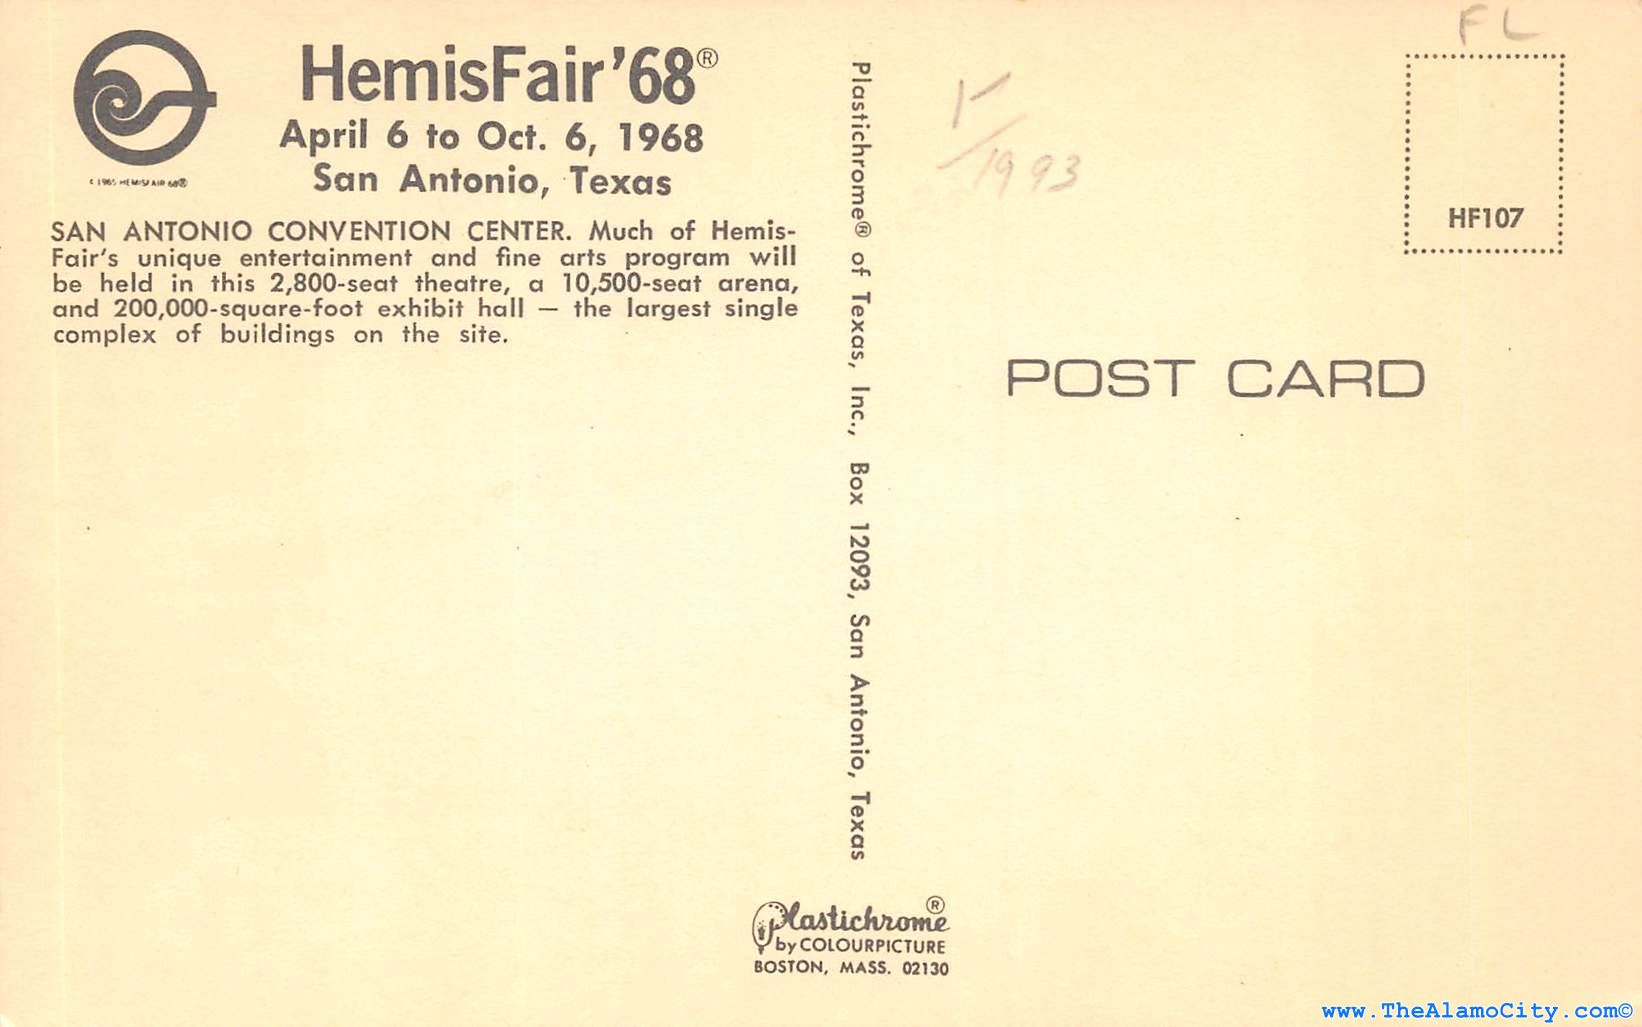 HemisFair '68®
April 6 to Oct. 6, 1968
San Antonio, Texas
© 1965 HEMISFAIR 68®
SAN ANTONIO CONVENTION CENTER. Much of Hemis-
Fair's unique entertainment and fine arts program will
be held in this 2,800-seat theatre, a 10,500-seat arena,
and 200,000-square-foot exhibit hall — the largest single
complex of buildings on the site.
Plastichrome® of Texas, Inc., Box 12093, San Antonio, Texas
Plastichrome®
by COLOURPICTURE
BOSTON, MASS. 02130
FL
1993
HF107
POST CARD
www.TheAlamoCity.com©